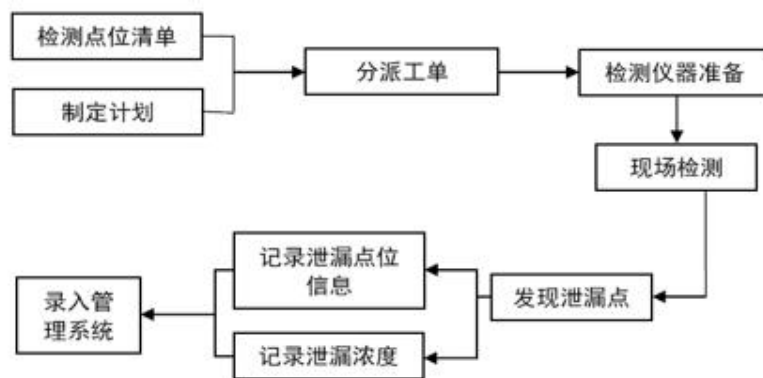 检测点位清单
制定计划
分派工单
检测仪器准备
现场检测
发现泄漏点
记录泄漏点位
信息
记录泄漏浓度
录入管
理系统